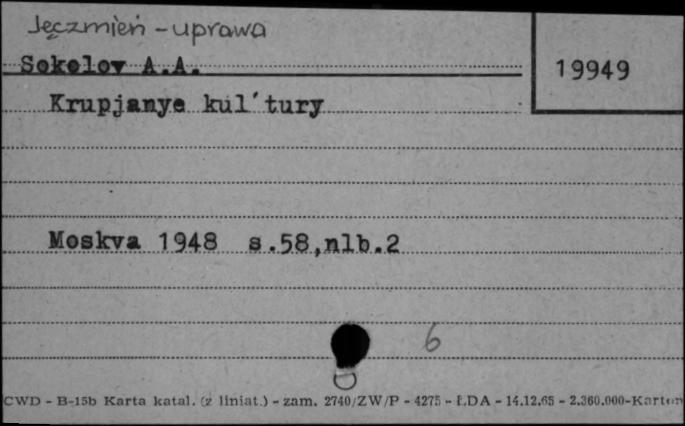 Jęczmień - uprawa
Sokolov A.A.
19949
Krupjanye kul'tury
Moskva 1948 s.58,nlb.2
6
CWD - B-15b Karta katal. (z liniat.) - zam. 2740/ZW/P - 4275 - ŁDA - 14.12.65 - 2.360.000-Karton